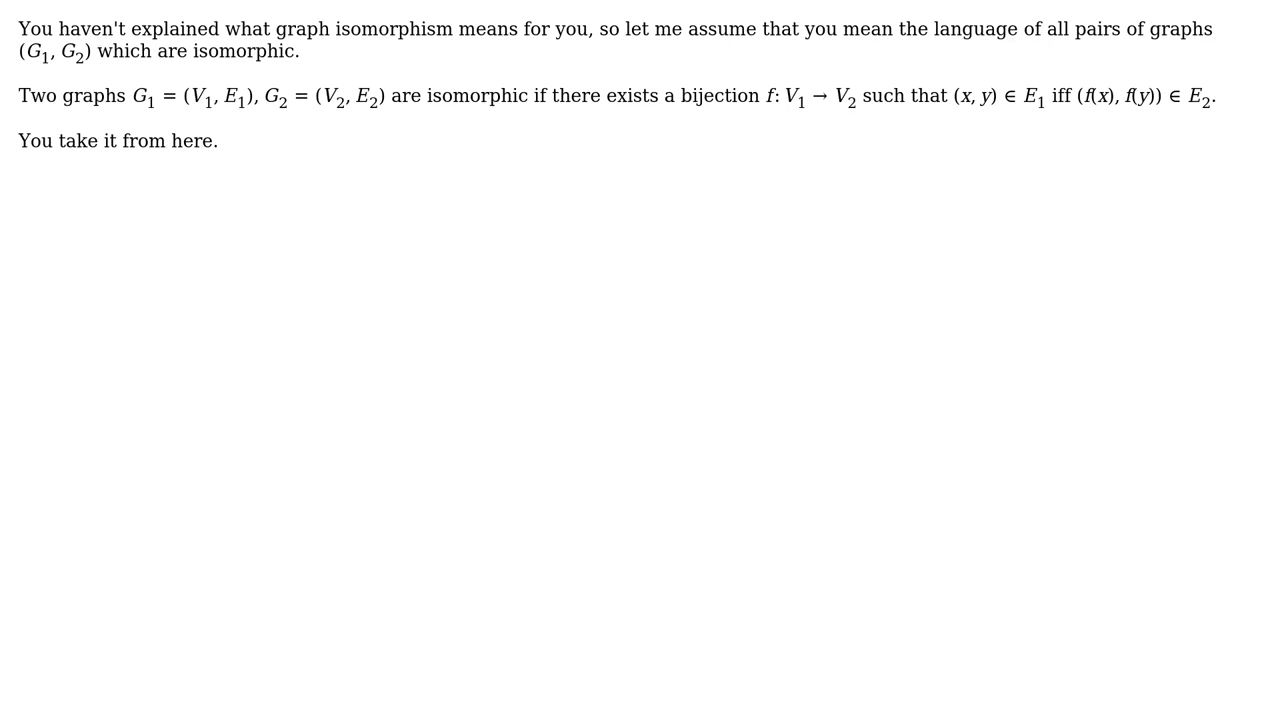 You haven't explained what graph isomorphism means for you, so let me assume that you mean the language of all pairs of graphs
(G₁, G₂) which are isomorphic.
Two graphs G₁ = (V₁, E₁), G₂ = (V₂, E₂) are isomorphic if there exists a bijection f: V₁ → V₂ such that (x, y) ∈ E₁ iff (f(x), f(y)) ∈ E₂.
You take it from here.